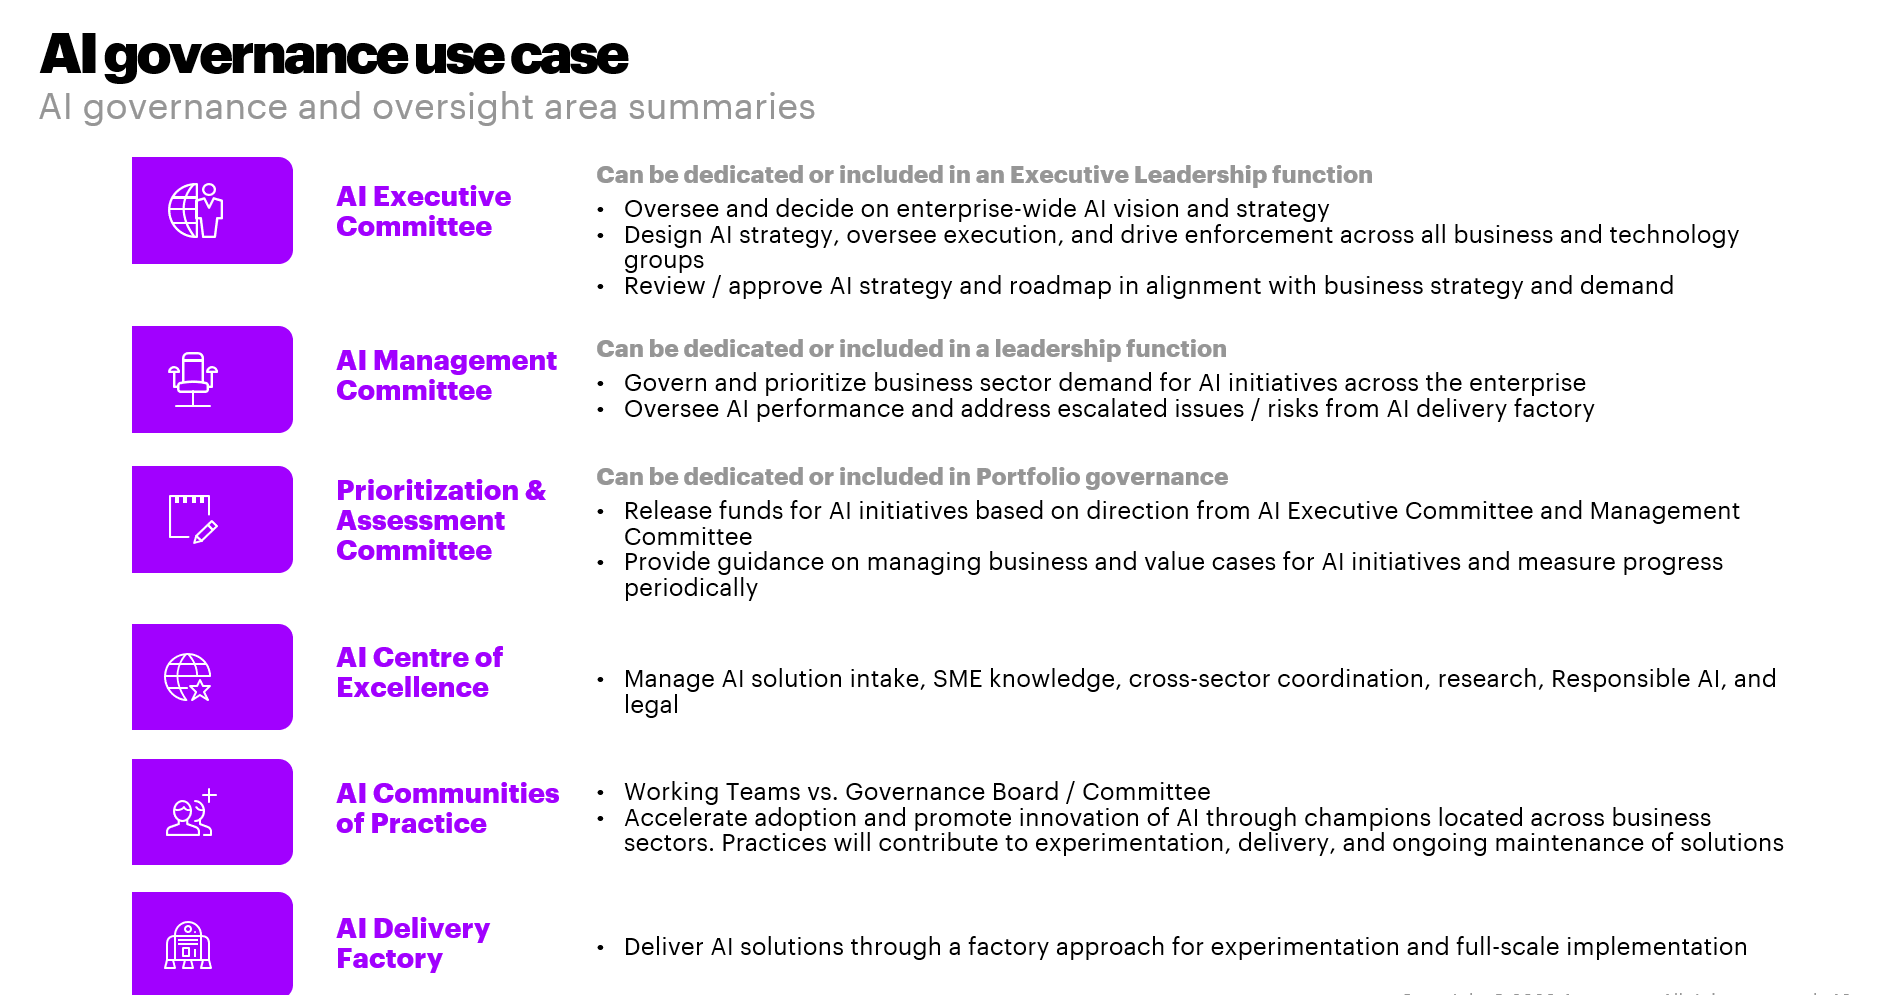 AI governance use case
AI governance and oversight area summaries
AI Executive
Committee
Can be dedicated or included in an Executive Leadership function
• Oversee and decide on enterprise-wide AI vision and strategy
• Design AI strategy, oversee execution, and drive enforcement across all business and technology
groups
• Review / approve AI strategy and roadmap in alignment with business strategy and demand
AI Management
Committee
Can be dedicated or included in a leadership function
• Govern and prioritize business sector demand for AI initiatives across the enterprise
• Oversee AI performance and address escalated issues / risks from AI delivery factory
Prioritization &
Assessment
Committee
Can be dedicated or included in Portfolio governance
• Release funds for AI initiatives based on direction from AI Executive Committee and Management
Committee
• Provide guidance on managing business and value cases for AI initiatives and measure progress
periodically
AI Centre of
Excellence
• Manage AI solution intake, SME knowledge, cross-sector coordination, research, Responsible AI, and
legal
AI Communities
of Practice
• Working Teams vs. Governance Board / Committee
• Accelerate adoption and promote innovation of AI through champions located across business
sectors. Practices will contribute to experimentation, delivery, and ongoing maintenance of solutions
AI Delivery
Factory
• Deliver AI solutions through a factory approach for experimentation and full-scale implementation